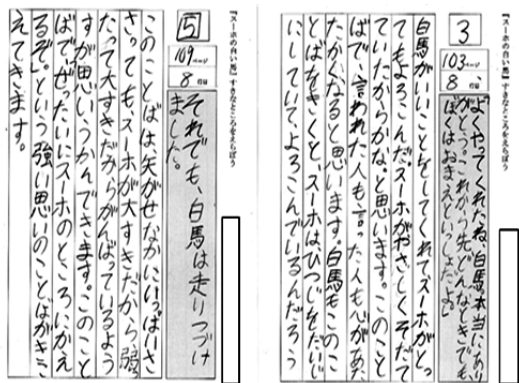 『スーホの白い馬』すきなところをえらぼう
3
103ページ
8行目
よくやってくれたね、白馬。本当にあり
がとう。これから先どんなときでも、
ぼくはおまえといっしょだよ。
白馬がいいことをしてくれて、スーホがとっ
てもよろこんだ。スーホがやさしくそだて
ていたからかな。と思います。このこと
ばで、言われた人も言った人も心があた
たかくなると思います。白馬もこのこ
とばをきくと、スーホはひつじをだいじ
にしていて、よろこんでいるんだろう
『スーホの白い馬』すきなところをえらぼう
5
109ページ
8行目
それでも、白馬は走りつづけ
ました。
このことばは、矢がせなかにいっぱいさ
さっても、スーホが大すきだから弱
たって大すきだからがんばっているよう
すが思いうかんできます。このこと
ばで、ぜったいにスーホのところにかえ
るぞ。という強い思いのことばがきこ
えてきます。